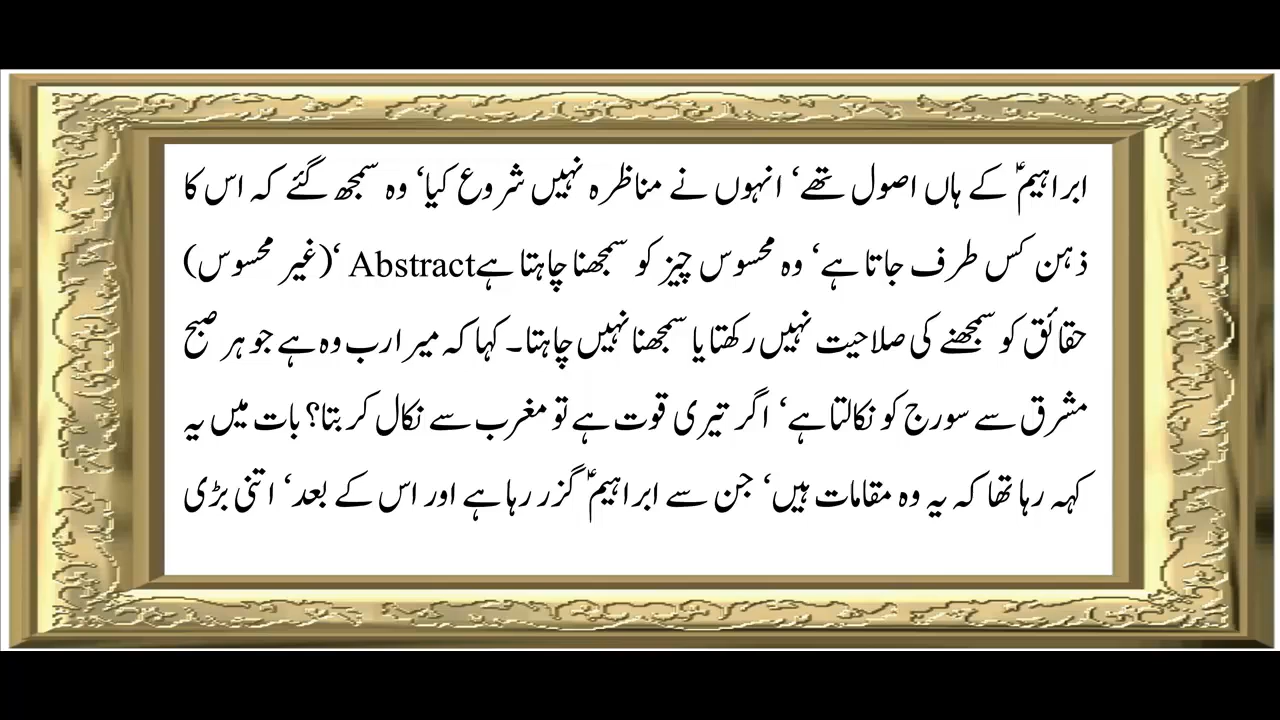 ابراہیمؑ کے ہاں اصول تھے‘ انہوں نے مناظرہ نہیں شروع کیا‘ وہ سمجھ گئے کہ اس کا
ذہن کس طرف جاتا ہے‘ وہ محسوس چیز کو سمجھنا چاہتا ہے Abstract ‘(غیر محسوس)
حقائق کو سمجھنے کی صلاحیت نہیں رکھتا یا سمجھنا نہیں چاہتا۔ کہا کہ میرا رب وہ ہے جو ہر صبح
مشرق سے سورج کو نکالتا ہے‘ اگر تیری قوت ہے تو مغرب سے نکال کر بتا؟ بات میں یہ
کہہ رہا تھا کہ یہ وہ مقامات ہیں‘ جن سے ابراہیمؑ گزر رہا ہے اور اس کے بعد‘ اتنی بڑی